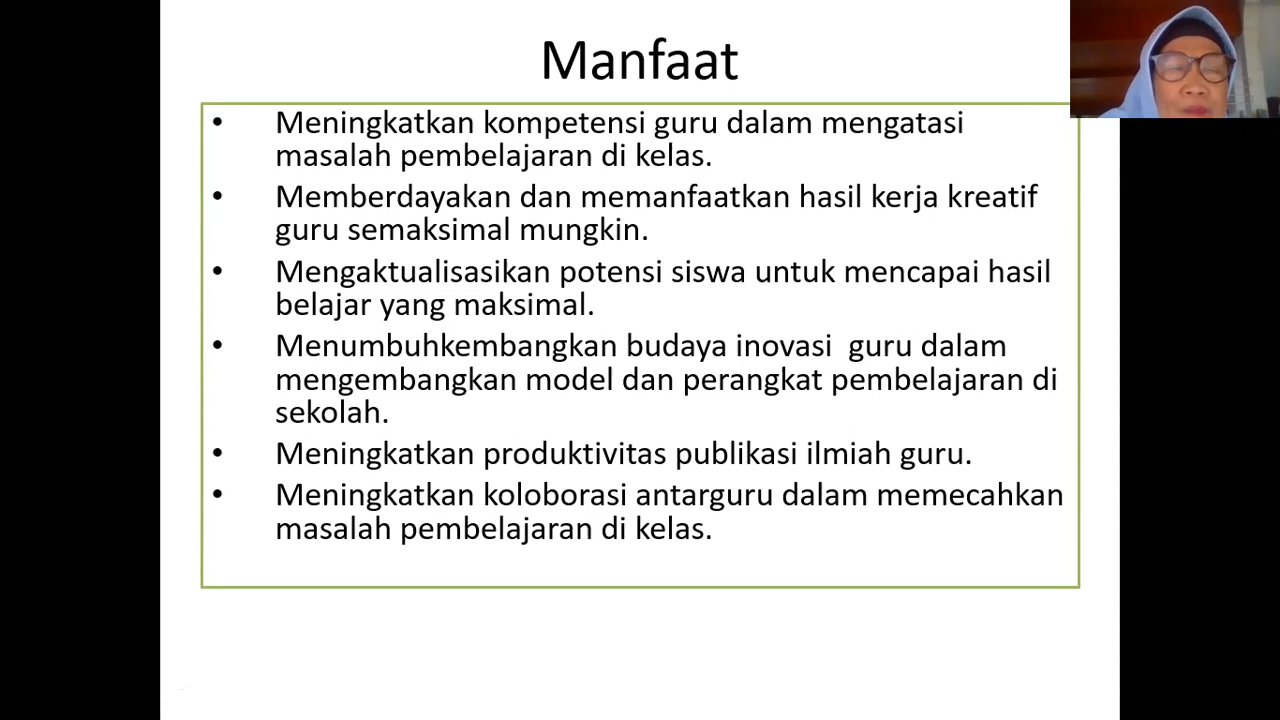 Manfaat
• Meningkatkan kompetensi guru dalam mengatasi
masalah pembelajaran di kelas.
• Memberdayakan dan memanfaatkan hasil kerja kreatif
guru semaksimal mungkin.
• Mengaktualisasikan potensi siswa untuk mencapai hasil
belajar yang maksimal.
• Menumbuhkembangkan budaya inovasi  guru dalam
mengembangkan model dan perangkat pembelajaran di
sekolah.
• Meningkatkan produktivitas publikasi ilmiah guru.
• Meningkatkan koloborasi antarguru dalam memecahkan
masalah pembelajaran di kelas.